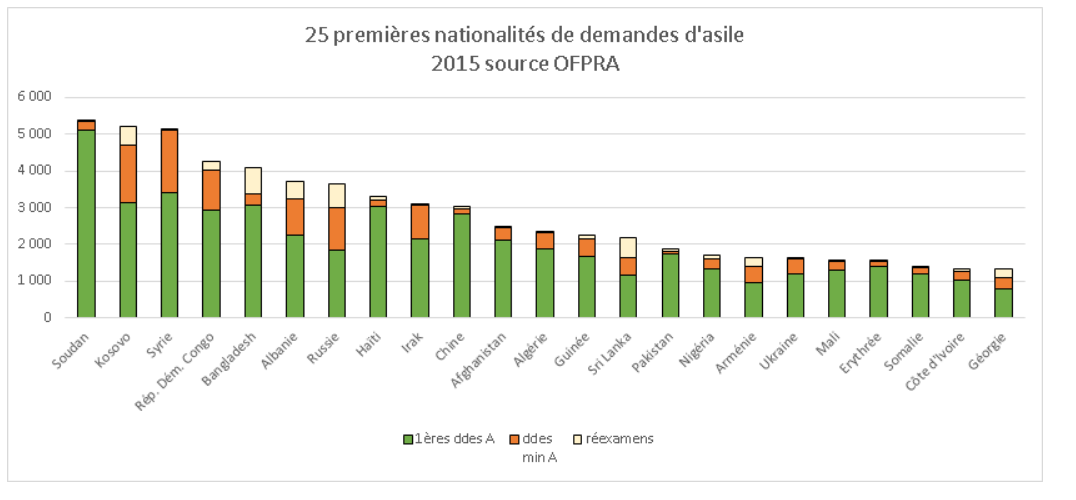 25 premières nationalités de demandes d'asile
2015 source OFPRA
6 000
5 000
4 000
3 000
2 000
1 000
0
Soudan
Kosovo
Syrie
Rép. Dém. Congo
Bangladesh
Albanie
Russie
Haïti
Irak
Chine
Afghanistan
Algérie
Guinée
Sri Lanka
Pakistan
Nigéria
Arménie
Ukraine
Mali
Erythrée
Somalie
Côte d'Ivoire
Géorgie
1ères ddes A
ddes
min A
réexamens